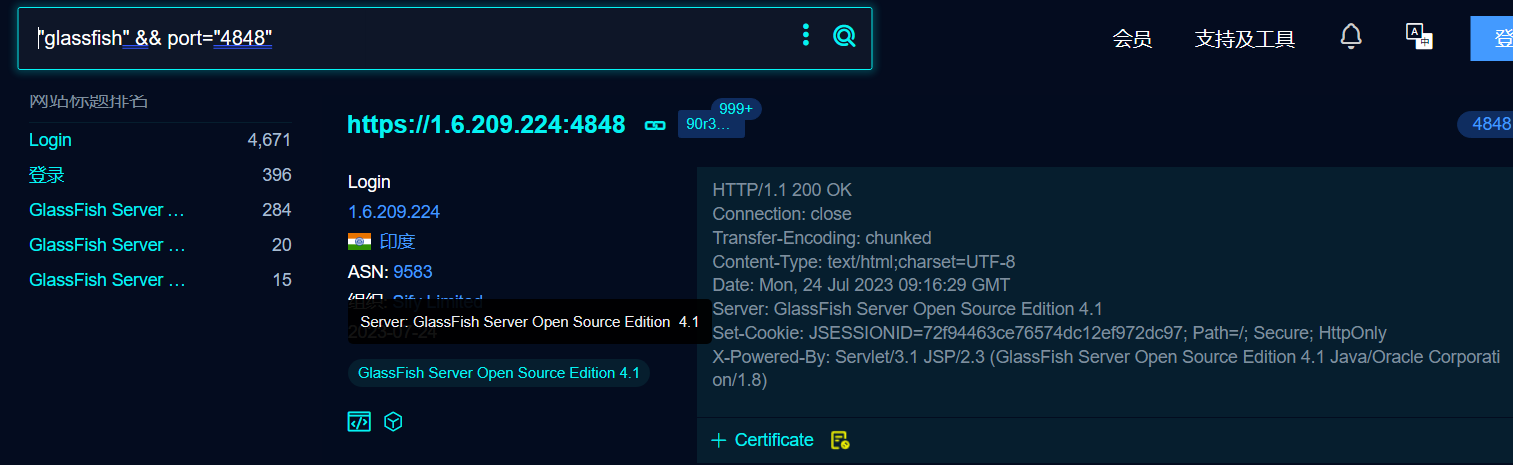 "glassfish" && port="4848"
会员
支持及工具
A
中
登
网站标题排名
Login 4,671
登录 396
GlassFish Server … 284
GlassFish Server … 20
GlassFish Server … 15
https://1.6.209.224:4848
90r3…
999+
4848
Login
1.6.209.224
印度
ASN: 9583
组织: Sify Limited
2023-07-24
Server: GlassFish Server Open Source Edition 4.1
GlassFish Server Open Source Edition 4.1
HTTP/1.1 200 OK
Connection: close
Transfer-Encoding: chunked
Content-Type: text/html;charset=UTF-8
Date: Mon, 24 Jul 2023 09:16:29 GMT
Server: GlassFish Server Open Source Edition 4.1
Set-Cookie: JSESSIONID=72f94463ce76574dc12ef972dc97; Path=/; Secure; HttpOnly
X-Powered-By: Servlet/3.1 JSP/2.3 (GlassFish Server Open Source Edition 4.1 Java/Oracle Corporati
on/1.8)
+ Certificate